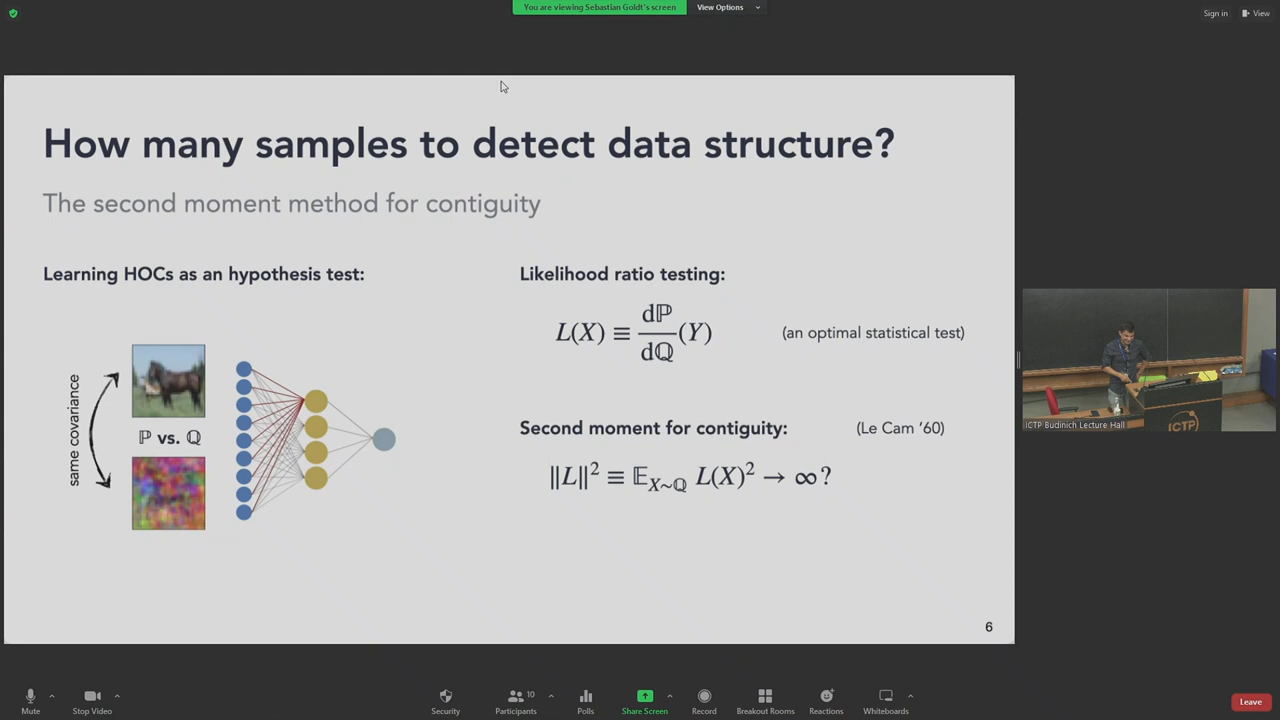 You are viewing Sebastian Goldt's screen
View Options
Sign in
View
How many samples to detect data structure?
The second moment method for contiguity
Learning HOCs as an hypothesis test:
same covariance
ℙ vs. ℚ
Likelihood ratio testing:
L(X) ≡ dℙ/dℚ (Y)
(an optimal statistical test)
Second moment for contiguity:
(Le Cam '60)
‖L‖² ≡ 𝔼_{X∼ℚ} L(X)² → ∞?
6
ICTP
ICTP Budinich Lecture Hall
Mute
Stop Video
Security
10
Participants
Polls
Share Screen
Record
Breakout Rooms
Reactions
Whiteboards
Leave